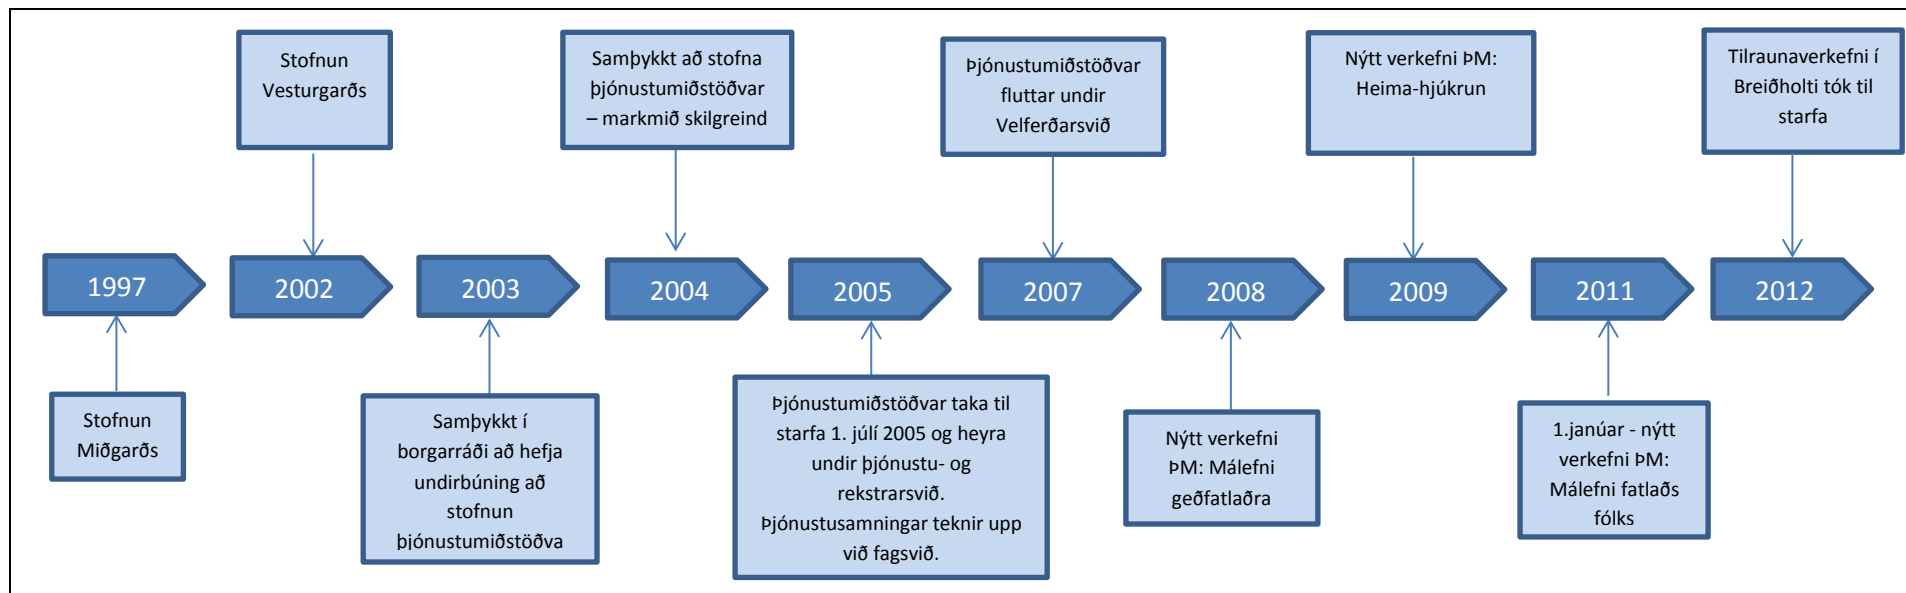 Stofnun
Vesturgarðs
Samþykkt að stofna
þjónustumiðstöðvar
– markmið skilgreind
Þjónustumiðstöðvar
fluttar undir
Velferðarsvið
Nýtt verkefni ÞM:
Heima-hjúkrun
Tilraunaverkefni í
Breiðholti tók til
starfa
1997
2002
2003
2004
2005
2007
2008
2009
2011
2012
Stofnun
Miðgarðs
Samþykkt í
borgarráði að hefja
undirbúning að
stofnun
þjónustumiðstöðva
Þjónustumiðstöðvar taka til
starfa 1. júlí 2005 og heyra
undir þjónustu- og
rekstrarsvið.
Þjónustusamningar teknir upp
við fagsvið.
Nýtt verkefni
ÞM: Málefni
geðfatlaðra
1.janúar - nýtt
verkefni ÞM:
Málefni fatlaðs
fólks